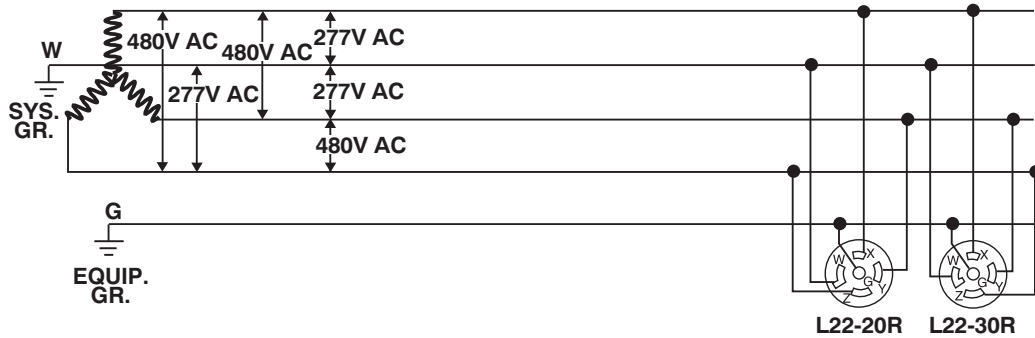 W
480V AC
480V AC
277V AC
SYS.
GR.
277V AC
277V AC
480V AC
G
EQUIP.
GR.
W
X
G
Y
Z
W
X
G
Y
Z
L22-20R
L22-30R